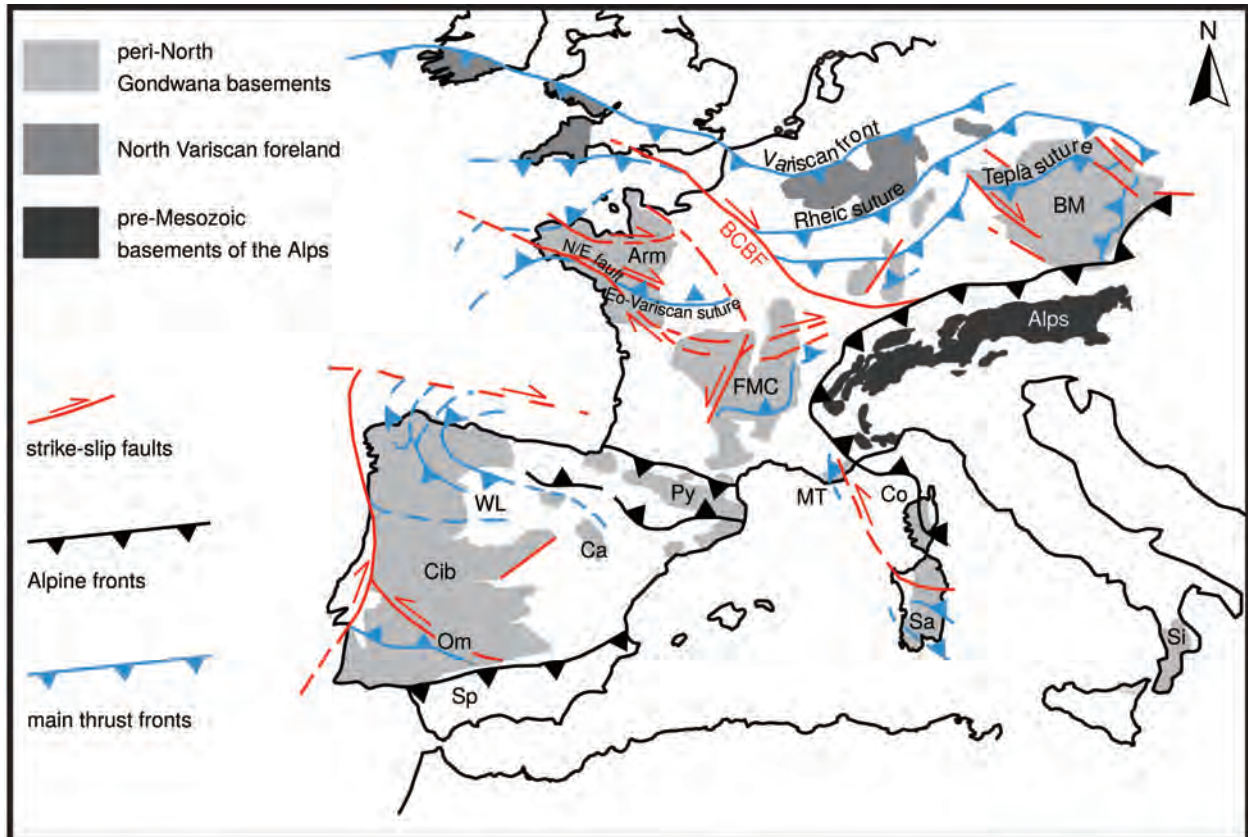 peri-North
Gondwana basements
North Variscan foreland
pre-Mesozoic
basements of the Alps
strike-slip faults
Alpine fronts
main thrust fronts
N
Variscan front
Rheic suture
Teplà suture
BM
BCBF
Arm
N/E fault
Eo-Variscan suture
Alps
FMC
WL
Py
MT
Co
Ca
Cib
Om
Sa
Si
Sp